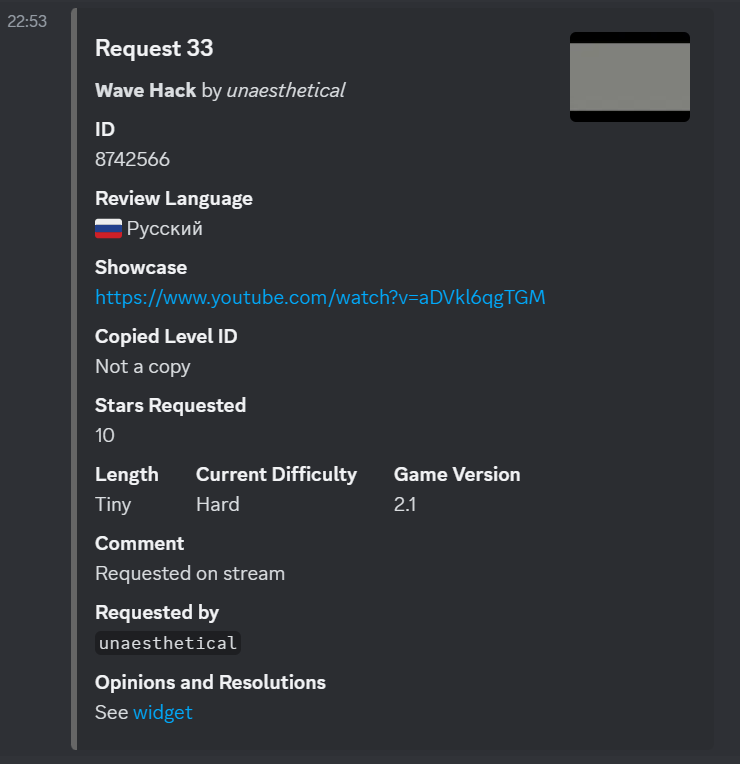 22:53
Request 33
Wave Hack by unaesthetical
ID
8742566
Review Language
Русский
Showcase
https://www.youtube.com/watch?v=aDVkl6qgTGM
Copied Level ID
Not a copy
Stars Requested
10
Length Current Difficulty Game Version
Tiny Hard 2.1
Comment
Requested on stream
Requested by
unaesthetical
Opinions and Resolutions
See widget